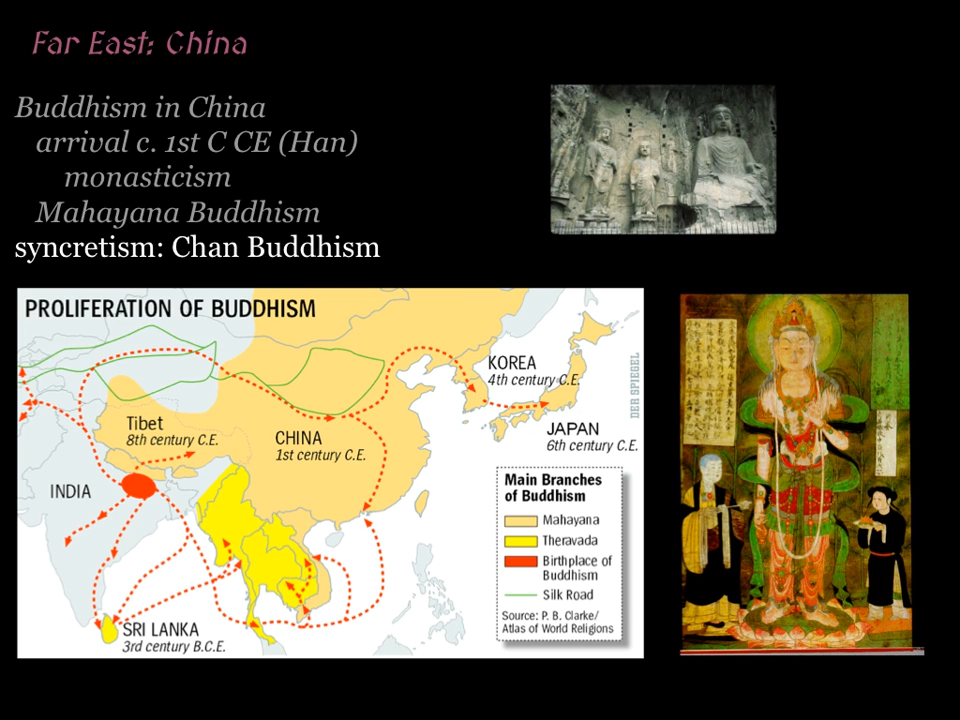 Far East: China
Buddhism in China
arrival c. 1st C CE (Han)
monasticism
Mahayana Buddhism
syncretism: Chan Buddhism
PROLIFERATION OF BUDDHISM
KOREA
4th century C.E.
DER SPIEGEL
Tibet
8th century C.E.
CHINA
1st century C.E.
JAPAN
6th century C.E.
INDIA
Main Branches
of Buddhism
Mahayana
Theravada
Birthplace of
Buddhism
Silk Road
Source: P. B. Clarke/
Atlas of World Religions
SRI LANKA
3rd century B.C.E.